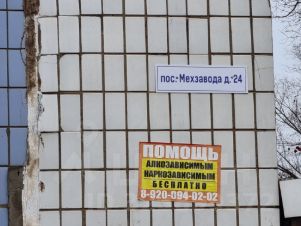 пос. Мехзавода д. 24
ПОМОЩЬ
АЛКОЗАВИСИМЫМ
НАРКОЗАВИСИМЫМ
БЕСПЛАТНО
8-920-094-02-02